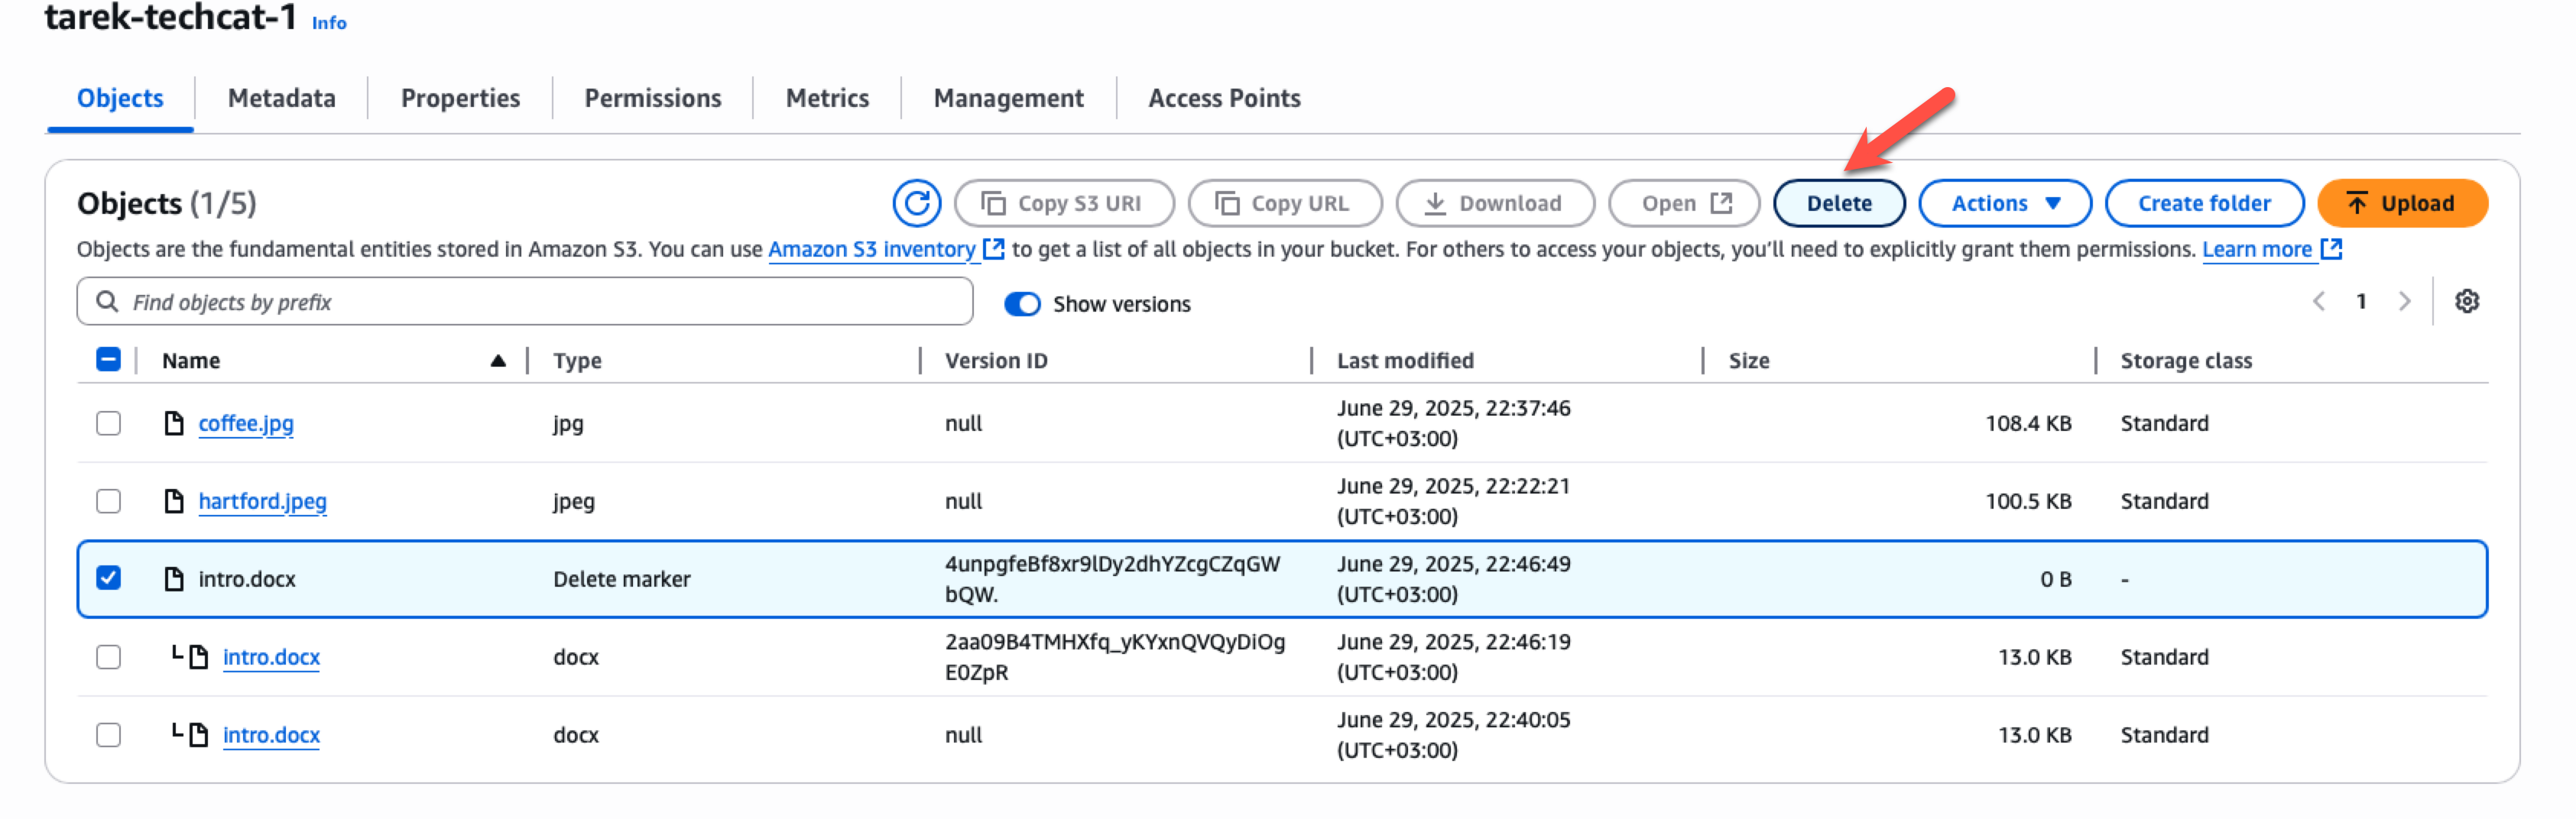 tarek-techcat-1 Info
Objects Metadata Properties Permissions Metrics Management Access Points
Objects (1/5) Copy S3 URI Copy URL Download Open Delete Actions Create folder Upload
Objects are the fundamental entities stored in Amazon S3. You can use Amazon S3 inventory to get a list of all objects in your bucket. For others to access your objects, you'll need to explicitly grant them permissions. Learn more
Find objects by prefix Show versions 1
Name Type Version ID Last modified Size Storage class
coffee.jpg jpg null June 29, 2025, 22:37:46 (UTC+03:00) 108.4 KB Standard
hartford.jpeg jpeg null June 29, 2025, 22:22:21 (UTC+03:00) 100.5 KB Standard
intro.docx Delete marker 4unpgfeBf8xr9lDy2dhYZcgCZqGWbQW. June 29, 2025, 22:46:49 (UTC+03:00) 0 B -
intro.docx docx 2aa09B4TMHXfq_yKYxnQVQyDiOgE0ZpR June 29, 2025, 22:46:19 (UTC+03:00) 13.0 KB Standard
intro.docx docx null June 29, 2025, 22:40:05 (UTC+03:00) 13.0 KB Standard